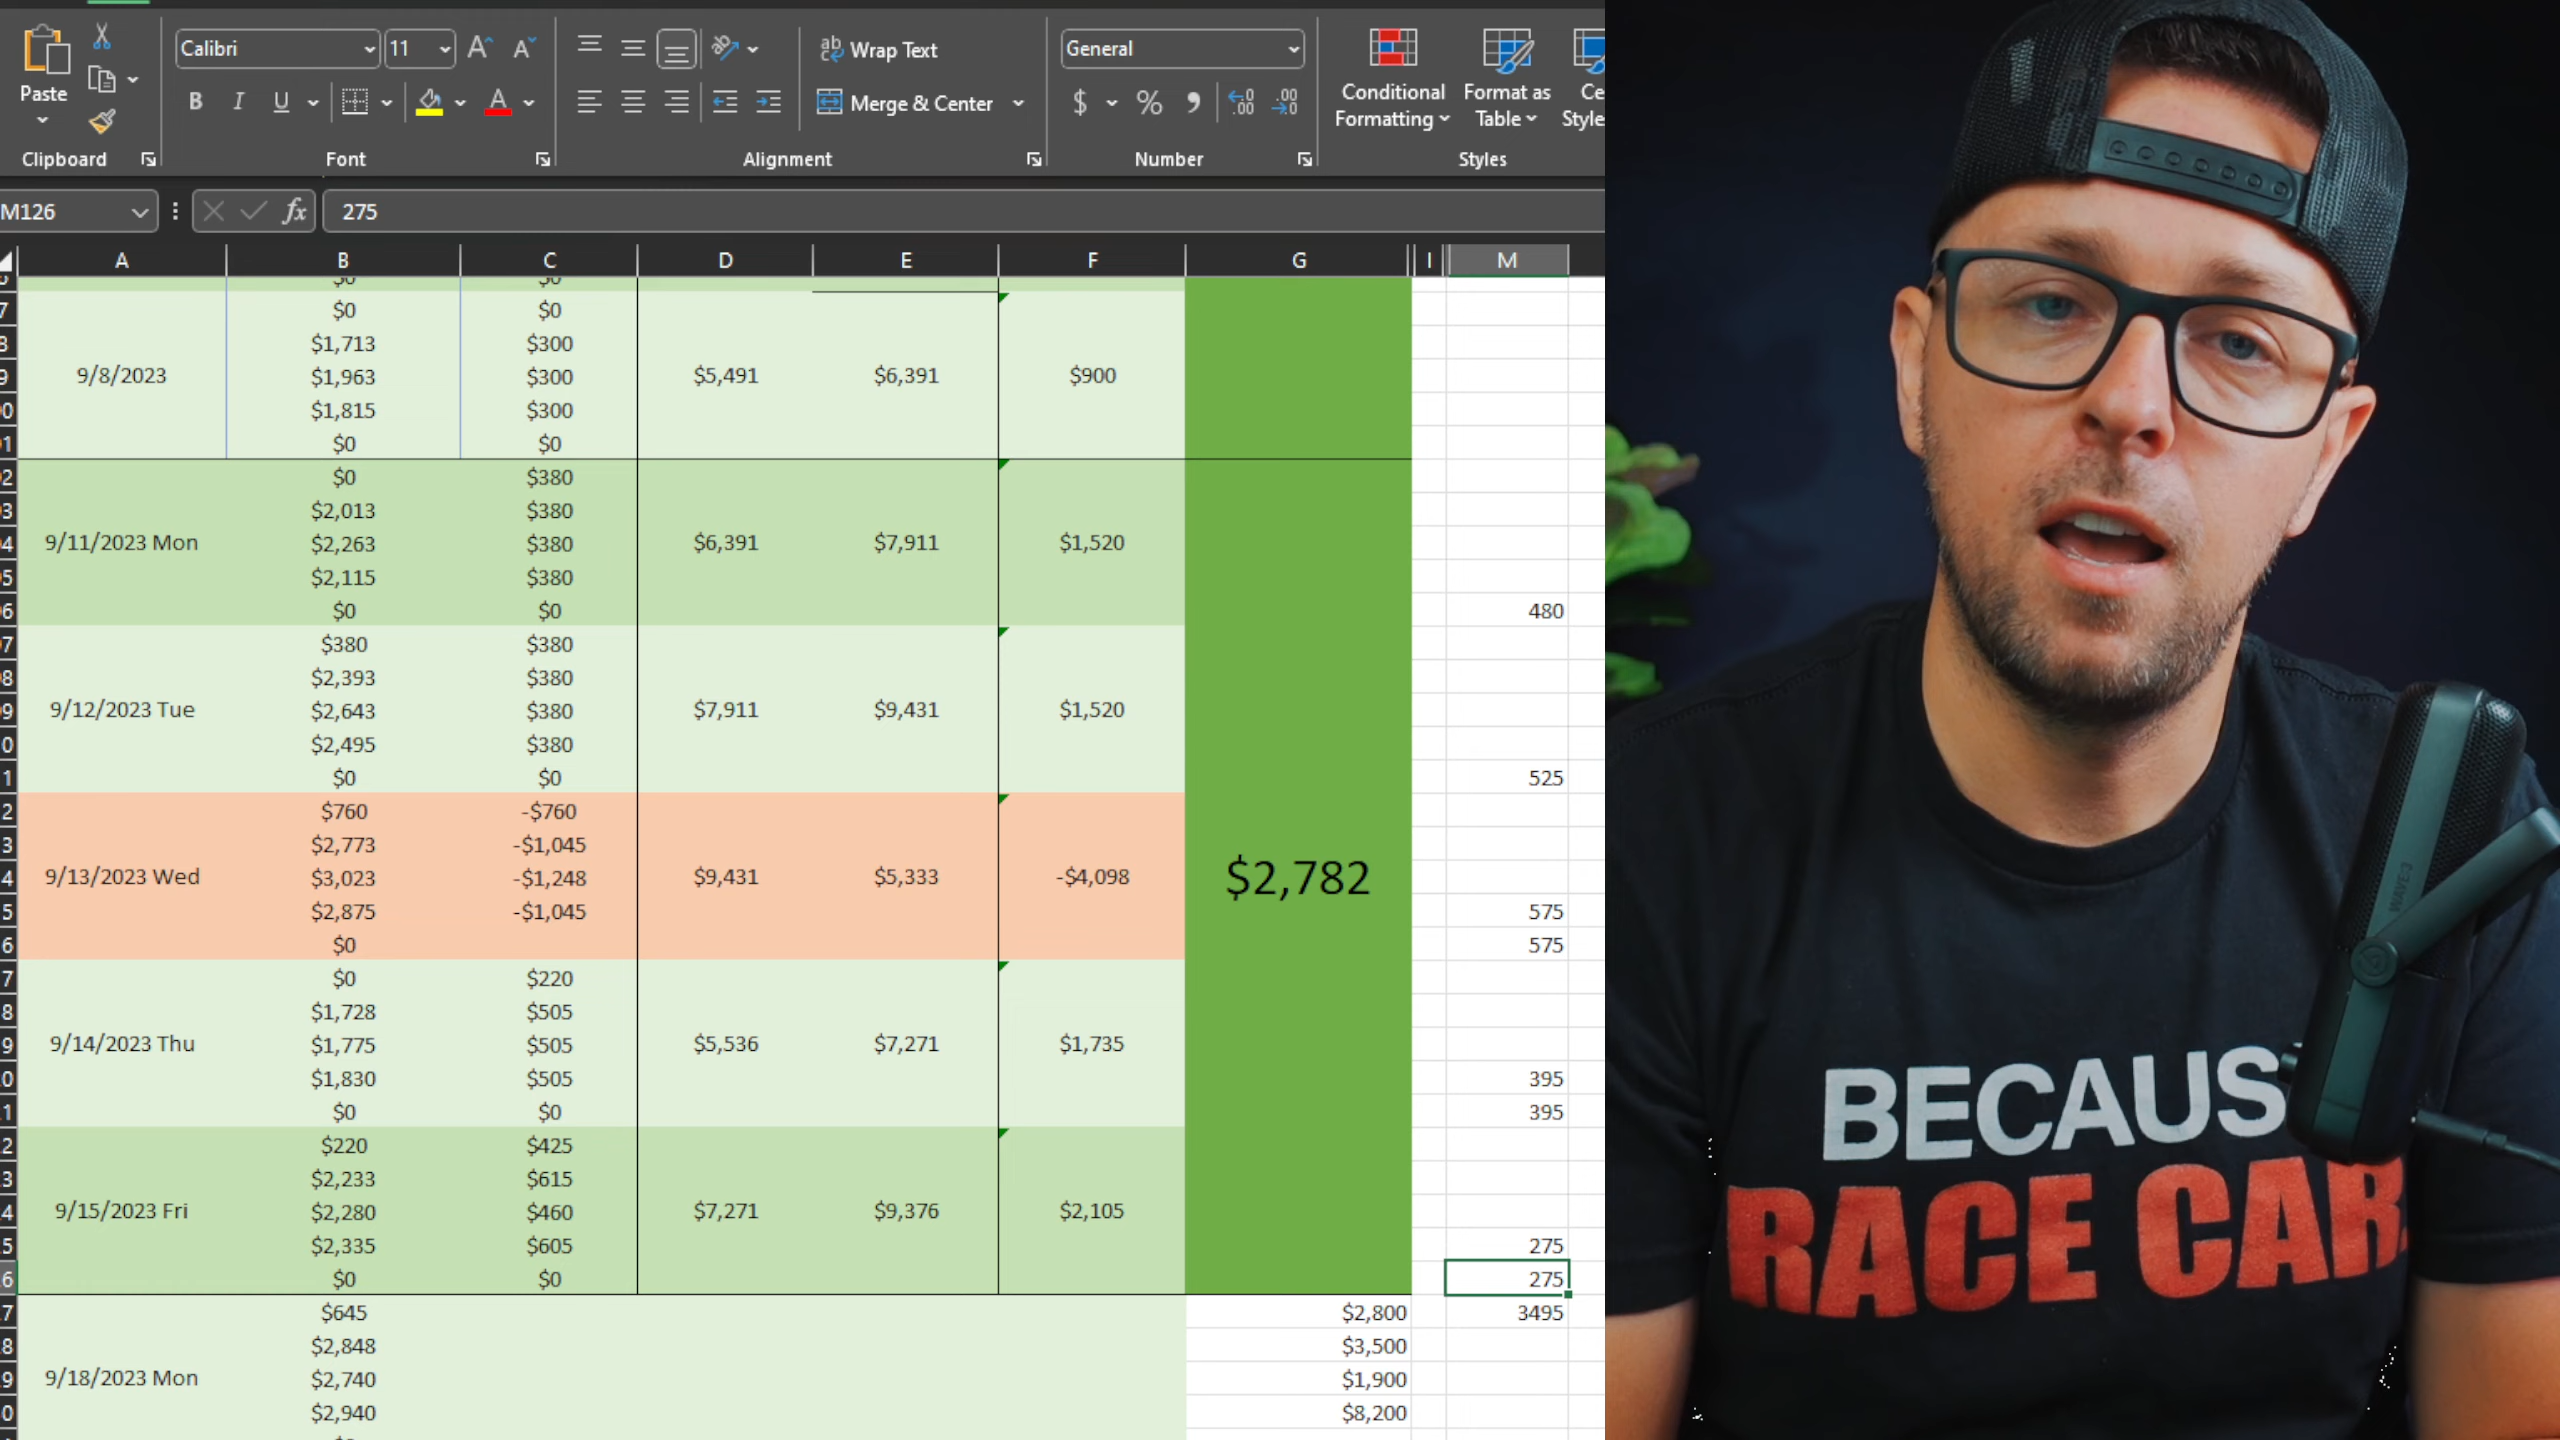 Calibri 11 ab Wrap Text General
Paste B I U A Merge & Center $ % 9 .00 .00 Conditional Formatting Format as Table
Clipboard Font Alignment Number Styles
M126 fx 275
A B C D E F G I M
$0 $0
$1,713 $300
9/8/2023 $1,963 $300 $5,491 $6,391 $900
$1,815 $300
$0 $0
$0 $380
$2,013 $380
9/11/2023 Mon $2,263 $380 $6,391 $7,911 $1,520
$2,115 $380
$0 $0 480
$380 $380
$2,393 $380
9/12/2023 Tue $2,643 $380 $7,911 $9,431 $1,520
$2,495 $380
$0 $0 525
$760 -$760
$2,773 -$1,045
9/13/2023 Wed $3,023 -$1,248 $9,431 $5,333 -$4,098 $2,782
$2,875 -$1,045 575
$0 575
$0 $220
$1,728 $505
9/14/2023 Thu $1,775 $505 $5,536 $7,271 $1,735
$1,830 $505 395
$0 $0 395
$220 $425
$2,233 $615
9/15/2023 Fri $2,280 $460 $7,271 $9,376 $2,105
$2,335 $605 275
$0 $0 275
$645 $2,800 3495
$2,848 $3,500
9/18/2023 Mon $2,740 $1,900
$2,940 $8,200
WAVE:3
BECAUS
RACE CAR.